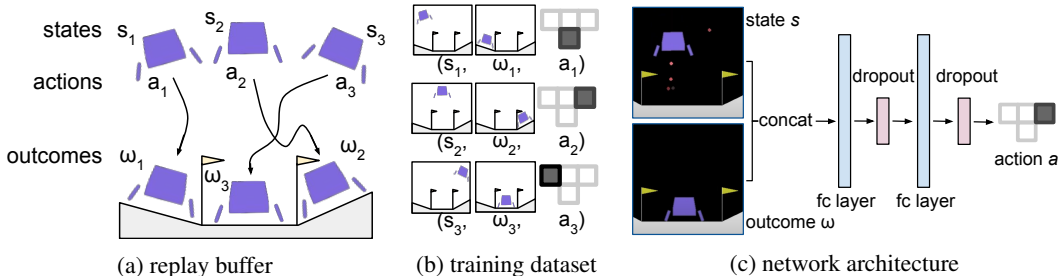 states
s1
s2
s3
actions
a1
a2
a3
outcomes
ω1
ω3
ω2
(a) replay buffer
(s1, ω1, a1)
(s2, ω2, a2)
(s3, ω3, a3)
(b) training dataset
state s
concat
dropout
dropout
fc layer
fc layer
action a
outcome ω
(c) network architecture